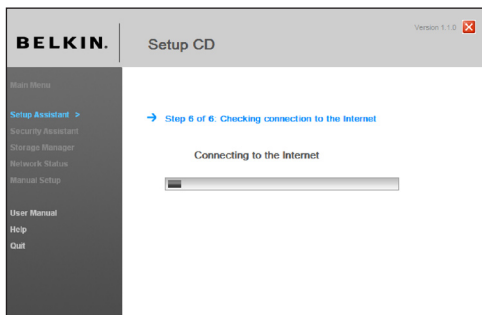 BELKIN.
Setup CD
Version 1.1.0
Main Menu
Setup Assistant >
Security Assistant
Storage Manager
Network Status
Manual Setup
User Manual
Help
Quit
Step 6 of 6: Checking connection to the Internet
Connecting to the Internet